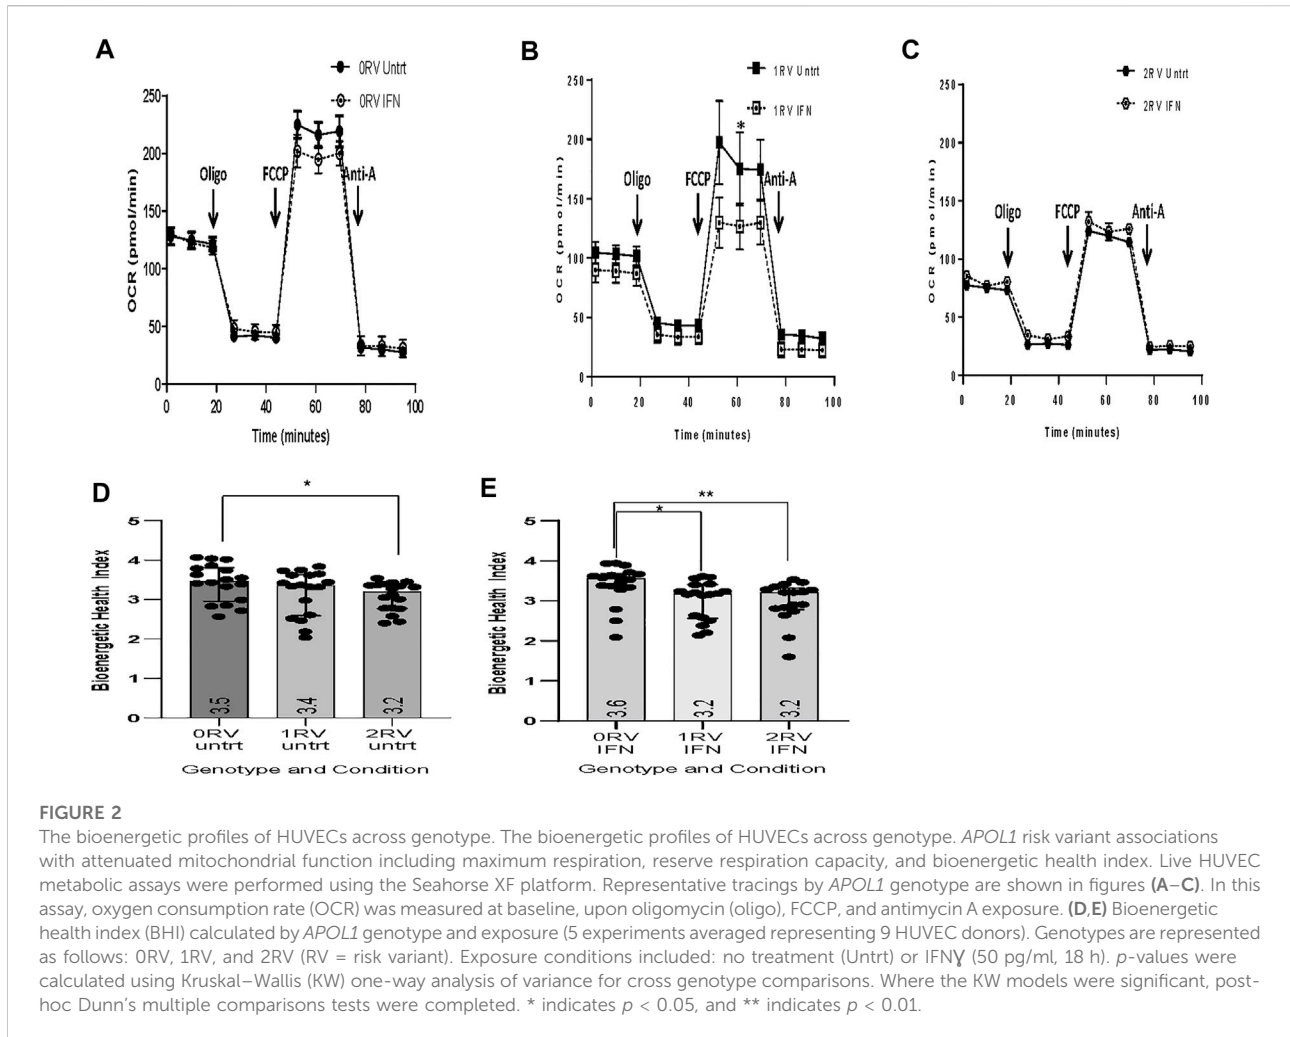 A
0RV Untrt
0RV IFN
OCR (pmol/min)
250
200
150
100
50
0
Oligo
FCCP
Anti-A
0 20 40 60 80 100
Time (minutes)
B
1RV Untrt
1RV IFN
OCR (pmol/min)
250
200
150
100
50
0
Oligo
FCCP
*
Anti-A
0 20 40 60 80 100
Time (minutes)
C
2RV Untrt
2RV IFN
OCR (pmol/min)
250
200
150
100
50
0
Oligo
FCCP
Anti-A
0 20 40 60 80 100
Time (minutes)
D
*
Bioenergetic Health Index
5
4
3
2
1
0
3.5 3.4 3.2
0RV 1RV 2RV
untrt untrt untrt
Genotype and Condition
E
**
*
Bioenergetic Health Index
5
4
3
2
1
0
3.6 3.2 3.2
0RV 1RV 2RV
IFN IFN IFN
Genotype and Condition
FIGURE 2
The bioenergetic profiles of HUVECs across genotype. The bioenergetic profiles of HUVECs across genotype. APOL1 risk variant associations
with attenuated mitochondrial function including maximum respiration, reserve respiration capacity, and bioenergetic health index. Live HUVEC
metabolic assays were performed using the Seahorse XF platform. Representative tracings by APOL1 genotype are shown in figures (A–C). In this
assay, oxygen consumption rate (OCR) was measured at baseline, upon oligomycin (oligo), FCCP, and antimycin A exposure. (D,E) Bioenergetic
health index (BHI) calculated by APOL1 genotype and exposure (5 experiments averaged representing 9 HUVEC donors). Genotypes are represented
as follows: 0RV, 1RV, and 2RV (RV = risk variant). Exposure conditions included: no treatment (Untrt) or IFNƔ (50 pg/ml, 18 h). p-values were
calculated using Kruskal–Wallis (KW) one-way analysis of variance for cross genotype comparisons. Where the KW models were significant, post-
hoc Dunn's multiple comparisons tests were completed. * indicates p < 0.05, and ** indicates p < 0.01.